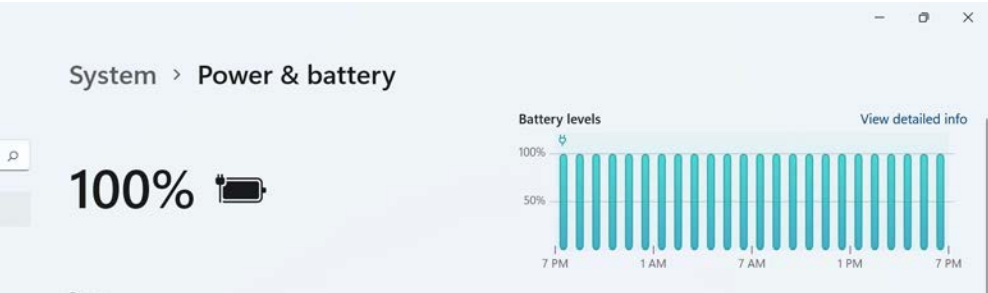 System > Power & battery
Battery levels
View detailed info
100%
100%
50%
7 PM
1 AM
7 AM
1 PM
7 PM